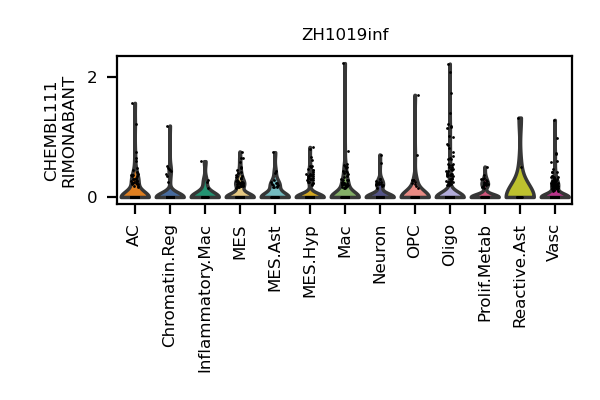 ZH1019inf
CHEMBL111
RIMONABANT
2
0
AC
Chromatin.Reg
Inflammatory.Mac
MES
MES.Ast
MES.Hyp
Mac
Neuron
OPC
Oligo
Prolif.Metab
Reactive.Ast
Vasc